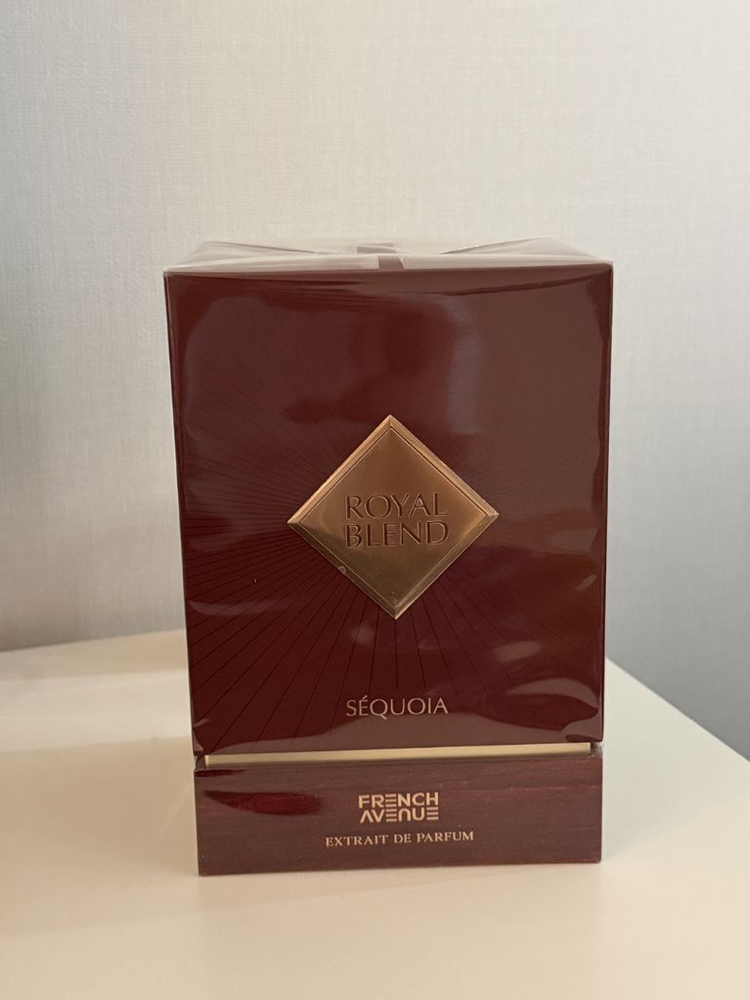 ROYAL
BLEND
SÉQUOIA
FRENCH
AVENUE
EXTRAIT DE PARFUM